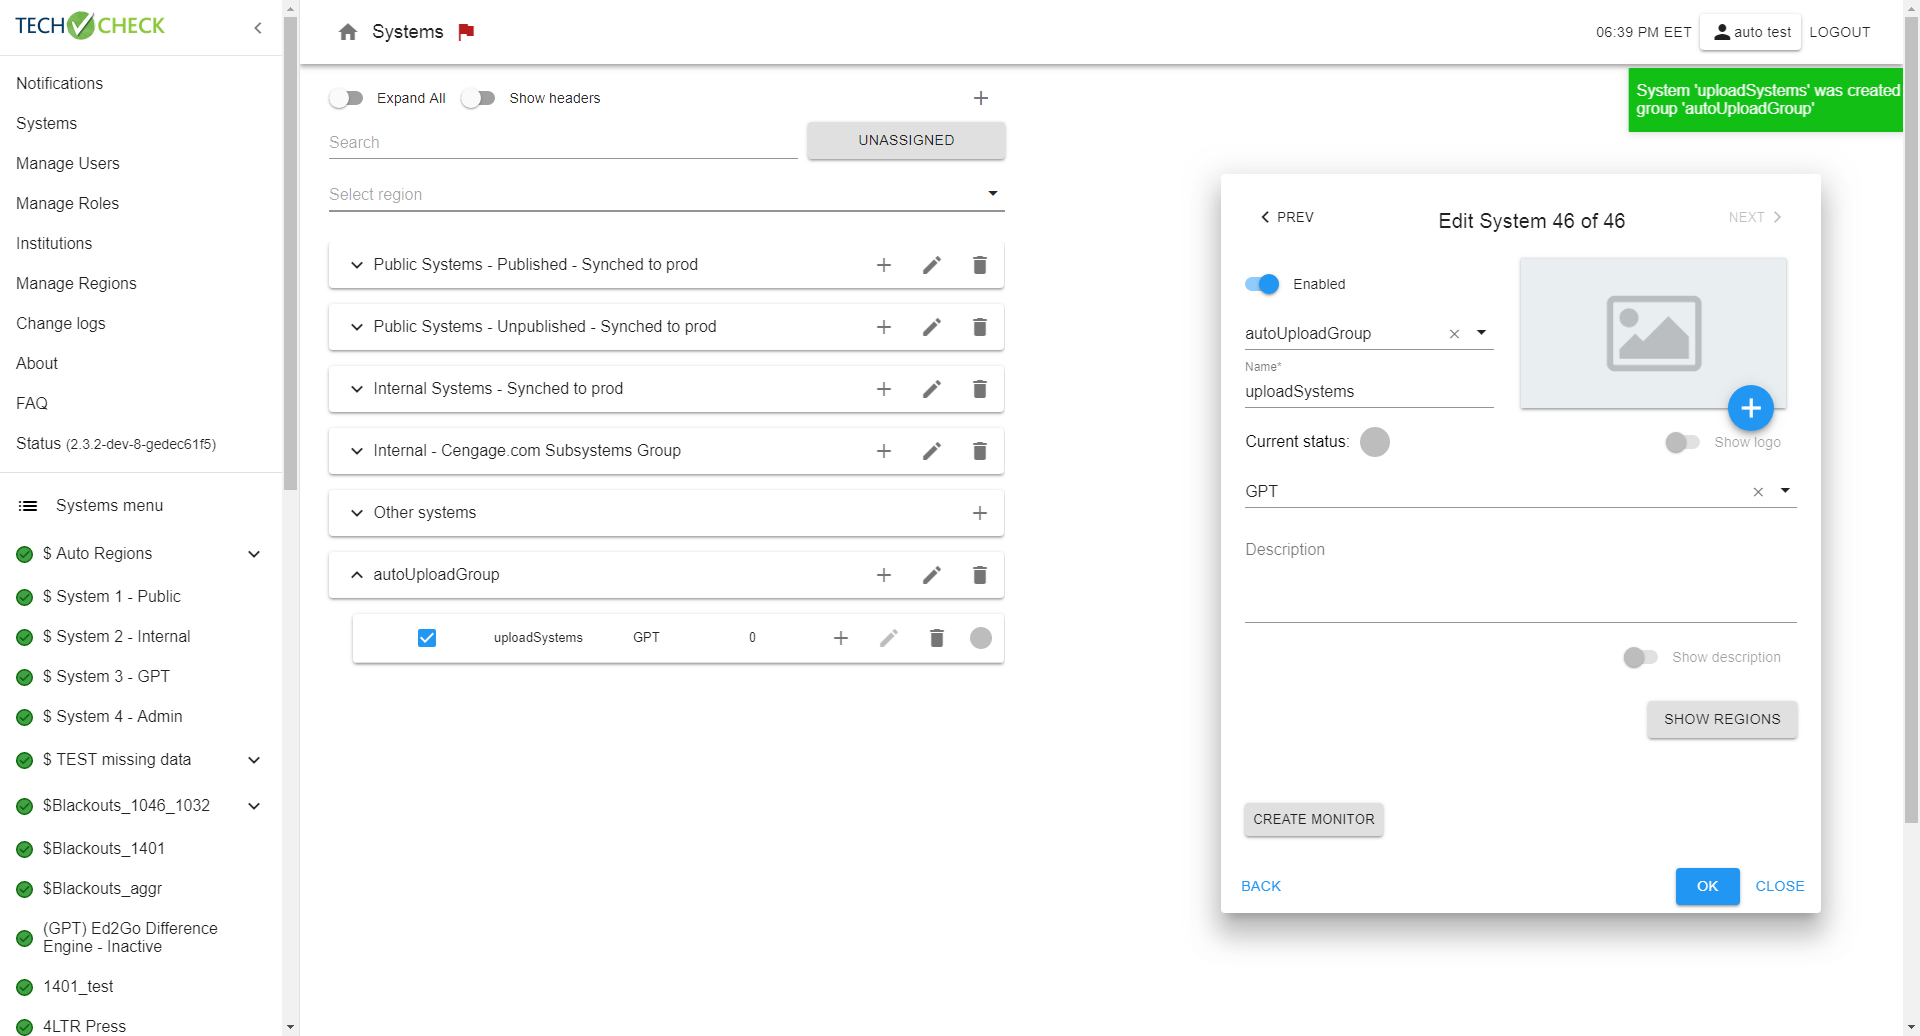 TECH CHECK
Notifications
Systems
Manage Users
Manage Roles
Institutions
Manage Regions
Change logs
About
FAQ
Status (2.3.2-dev-8-gedec61f5)
Systems menu
$ Auto Regions
$ System 1 - Public
$ System 2 - Internal
$ System 3 - GPT
$ System 4 - Admin
$ TEST missing data
$Blackouts_1046_1032
$Blackouts_1401
$Blackouts_aggr
(GPT) Ed2Go Difference
Engine - Inactive
1401_test
4LTR Press
Systems
06:39 PM EET
auto test
LOGOUT
Expand All
Show headers
Search
UNASSIGNED
Select region
Public Systems - Published - Synched to prod
Public Systems - Unpublished - Synched to prod
Internal Systems - Synched to prod
Internal - Cengage.com Subsystems Group
Other systems
autoUploadGroup
uploadSystems GPT 0
System 'uploadSystems' was created
group 'autoUploadGroup'
PREV
Edit System 46 of 46
NEXT
Enabled
autoUploadGroup
Name*
uploadSystems
Current status:
Show logo
GPT
Description
Show description
SHOW REGIONS
CREATE MONITOR
BACK
OK
CLOSE